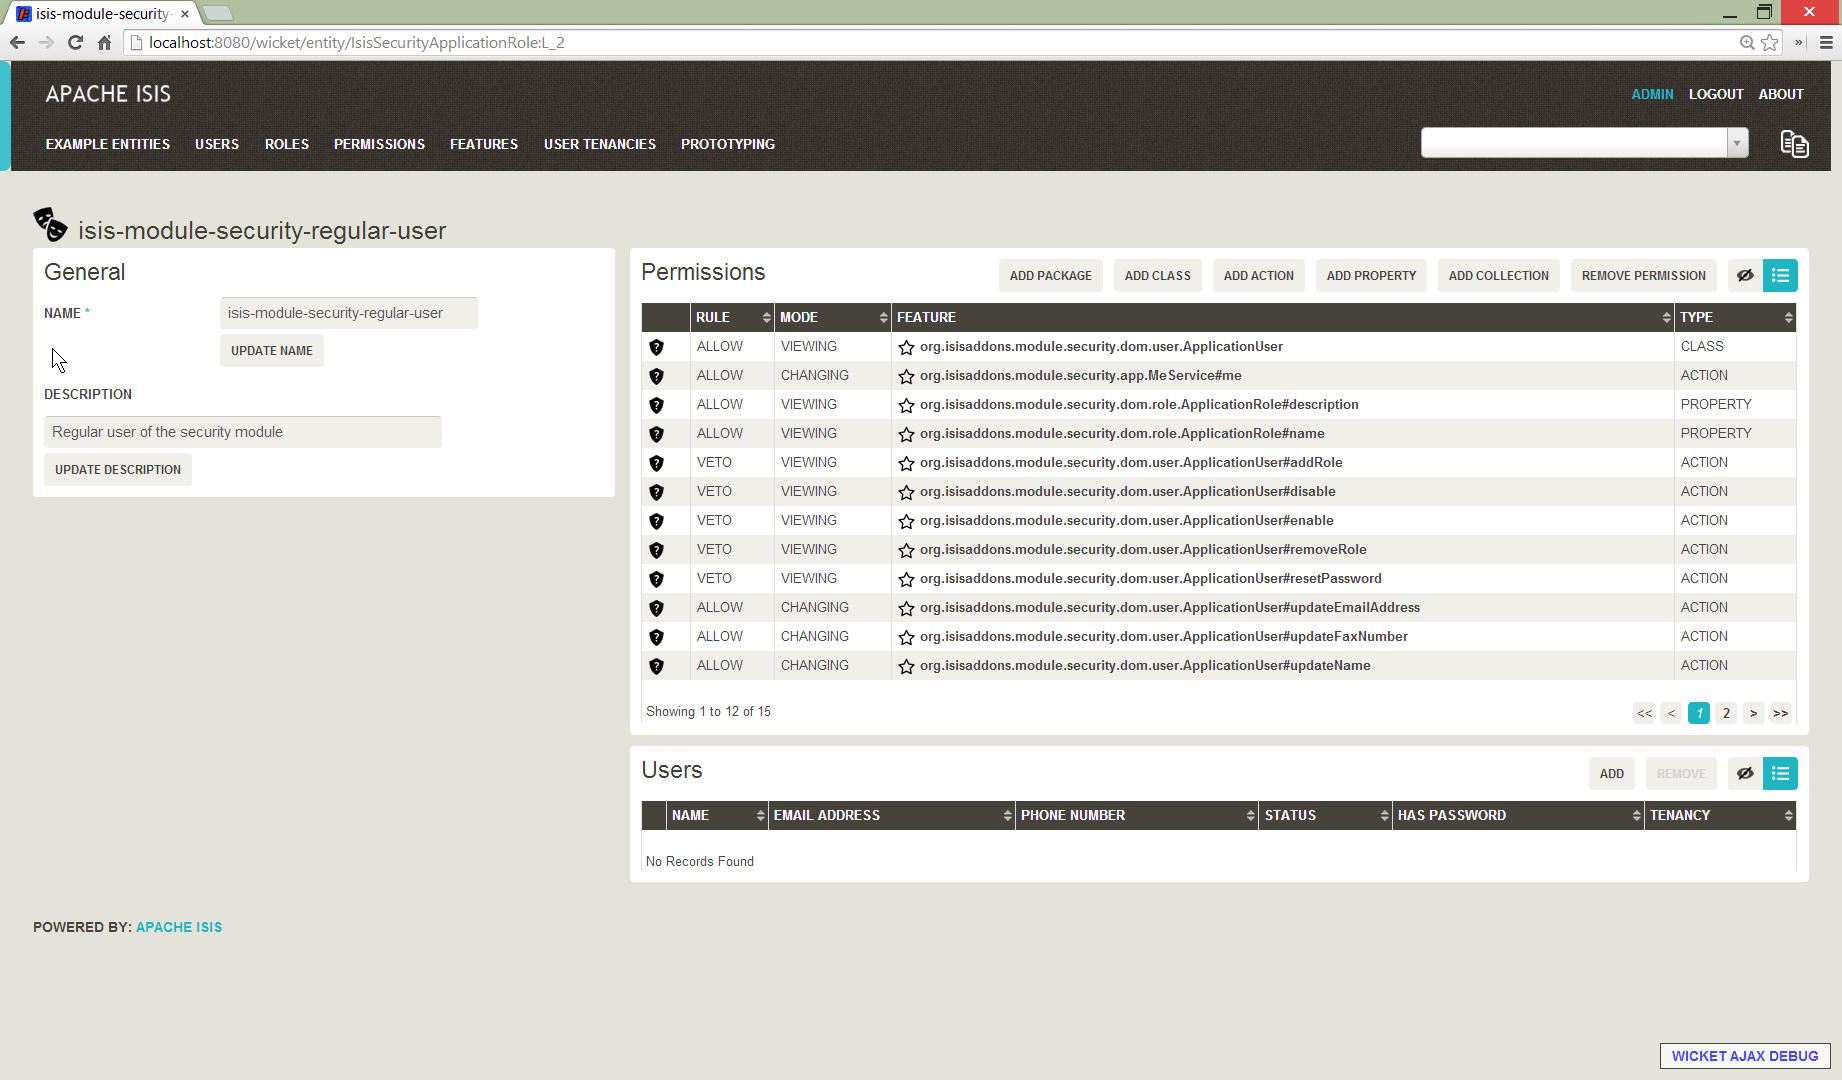 isis-module-security-
localhost:8080/wicket/entity/IsisSecurityApplicationRole:L_2
APACHE ISIS
ADMIN LOGOUT ABOUT
EXAMPLE ENTITIES USERS ROLES PERMISSIONS FEATURES USER TENANCIES PROTOTYPING
isis-module-security-regular-user
General
NAME *
isis-module-security-regular-user
UPDATE NAME
DESCRIPTION
Regular user of the security module
UPDATE DESCRIPTION
Permissions
ADD PACKAGE ADD CLASS ADD ACTION ADD PROPERTY ADD COLLECTION REMOVE PERMISSION
RULE MODE FEATURE TYPE
ALLOW VIEWING org.isisaddons.module.security.dom.user.ApplicationUser CLASS
ALLOW CHANGING org.isisaddons.module.security.app.MeService#me ACTION
ALLOW VIEWING org.isisaddons.module.security.dom.role.ApplicationRole#description PROPERTY
ALLOW VIEWING org.isisaddons.module.security.dom.role.ApplicationRole#name PROPERTY
VETO VIEWING org.isisaddons.module.security.dom.user.ApplicationUser#addRole ACTION
VETO VIEWING org.isisaddons.module.security.dom.user.ApplicationUser#disable ACTION
VETO VIEWING org.isisaddons.module.security.dom.user.ApplicationUser#enable ACTION
VETO VIEWING org.isisaddons.module.security.dom.user.ApplicationUser#removeRole ACTION
VETO VIEWING org.isisaddons.module.security.dom.user.ApplicationUser#resetPassword ACTION
ALLOW CHANGING org.isisaddons.module.security.dom.user.ApplicationUser#updateEmailAddress ACTION
ALLOW CHANGING org.isisaddons.module.security.dom.user.ApplicationUser#updateFaxNumber ACTION
ALLOW CHANGING org.isisaddons.module.security.dom.user.ApplicationUser#updateName ACTION
Showing 1 to 12 of 15
<< < 1 2 > >>
Users
ADD REMOVE
NAME EMAIL ADDRESS PHONE NUMBER STATUS HAS PASSWORD TENANCY
No Records Found
POWERED BY: APACHE ISIS
WICKET AJAX DEBUG